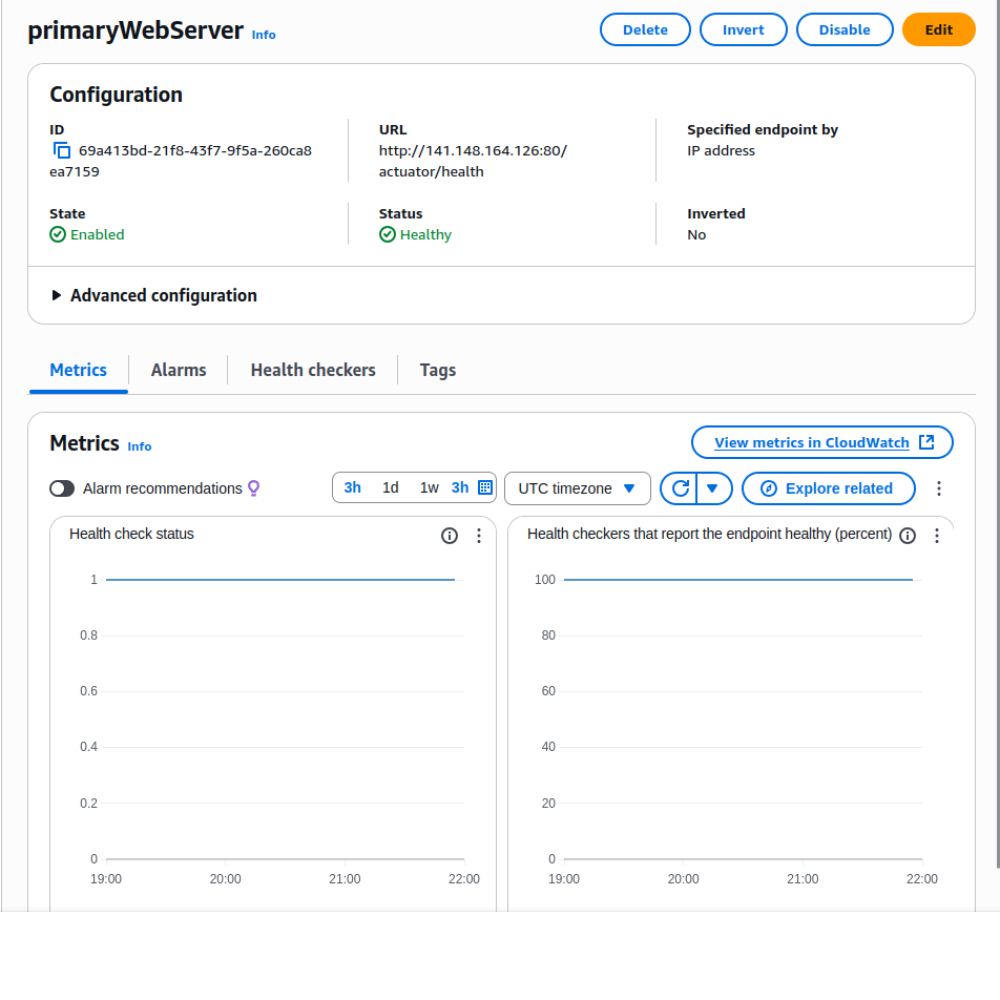 primaryWebServer Info
Delete
Invert
Disable
Edit
Configuration
ID
69a413bd-21f8-43f7-9f5a-260ca8
ea7159
URL
http://141.148.164.126:80/
actuator/health
Specified endpoint by
IP address
State
Enabled
Status
Healthy
Inverted
No
Advanced configuration
Metrics
Alarms
Health checkers
Tags
Metrics Info
View metrics in CloudWatch
Alarm recommendations
3h 1d 1w 3h
UTC timezone
Explore related
Health check status
1
0.8
0.6
0.4
0.2
0
19:00 20:00 21:00 22:00
Health checkers that report the endpoint healthy (percent)
100
80
60
40
20
0
19:00 20:00 21:00 22:00